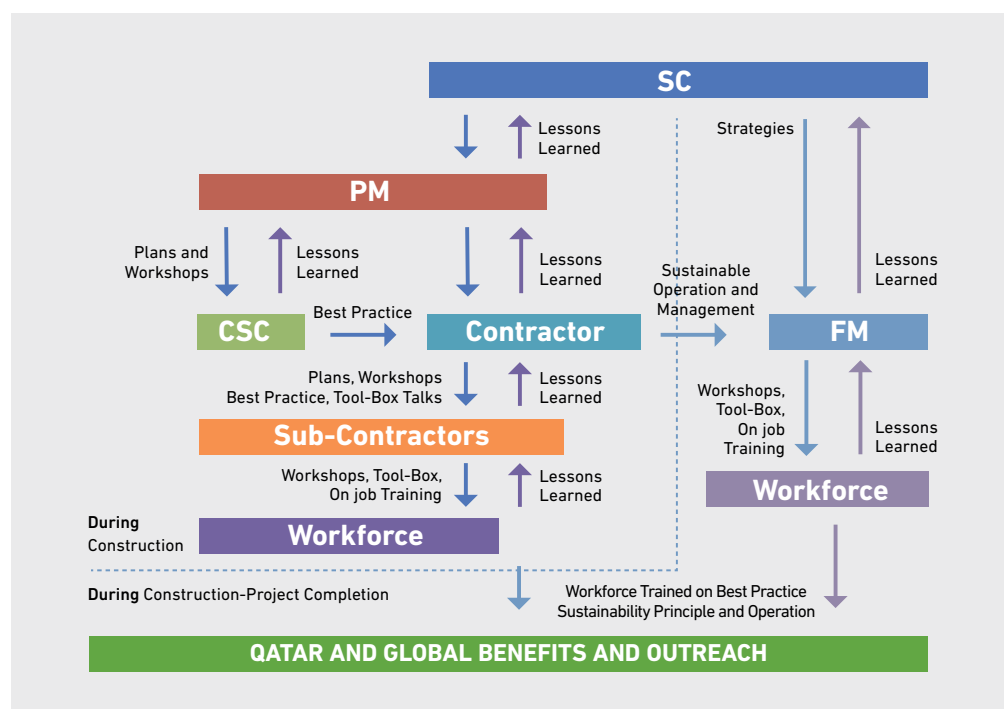 SC
Lessons
Learned
Strategies
PM
Plans and
Workshops
Lessons
Learned
Lessons
Learned
Sustainable
Operation and
Management
Lessons
Learned
CSC
Best Practice
Contractor
FM
Plans, Workshops
Best Practice, Tool-Box Talks
Lessons
Learned
Workshops,
Tool-Box,
On job
Training
Lessons
Learned
Sub-Contractors
Workshops, Tool-Box,
On job Training
Lessons
Learned
Workforce
During
Construction
Workforce
During Construction-Project Completion
Workforce Trained on Best Practice
Sustainability Principle and Operation
QATAR AND GLOBAL BENEFITS AND OUTREACH